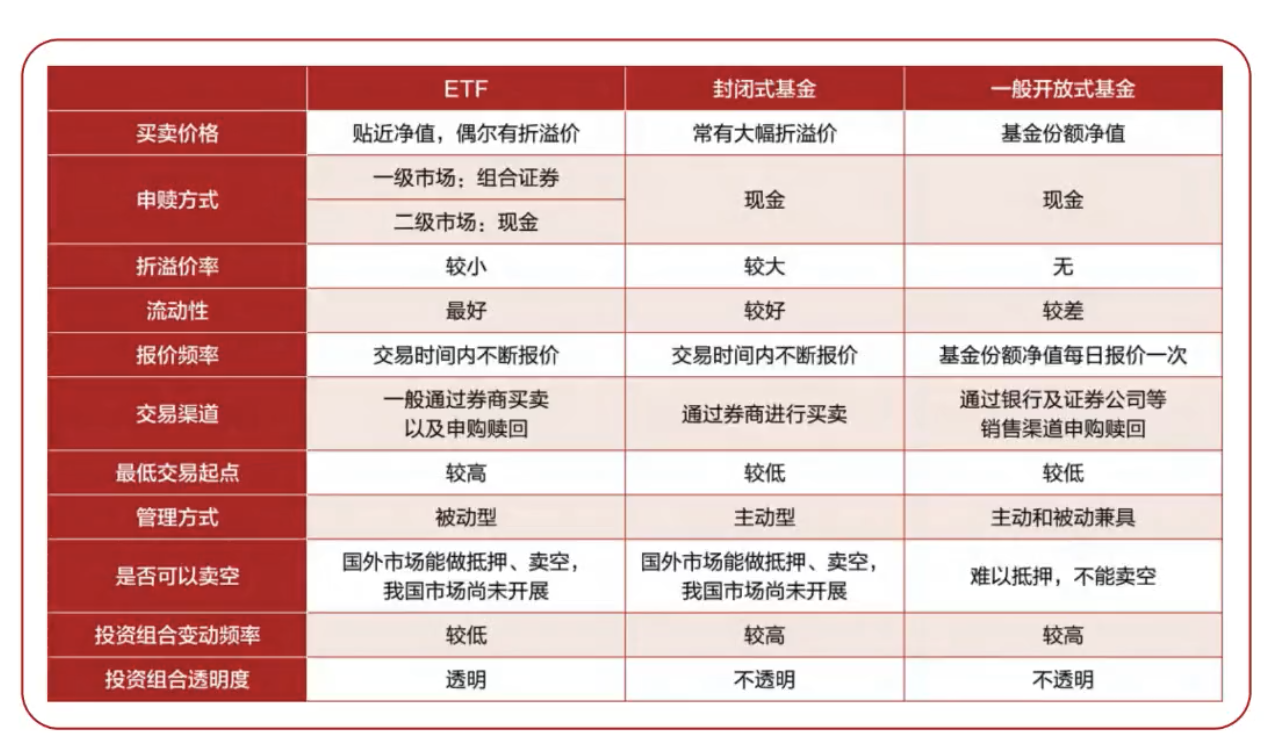 ETF 封闭式基金 一般开放式基金
买卖价格 贴近净值，偶尔有折溢价 常有大幅折溢价 基金份额净值
申赎方式 一级市场：组合证券 现金 现金
二级市场：现金
折溢价率 较小 较大 无
流动性 最好 较好 较差
报价频率 交易时间内不断报价 交易时间内不断报价 基金份额净值每日报价一次
交易渠道 一般通过券商买卖
以及申购赎回 通过券商进行买卖 通过银行及证券公司等
销售渠道申购赎回
最低交易起点 较高 较低 较低
管理方式 被动型 主动型 主动和被动兼具
是否可以卖空 国外市场能做抵押、卖空，
我国市场尚未开展 国外市场能做抵押、卖空，
我国市场尚未开展 难以抵押，不能卖空
投资组合变动频率 较低 较高 较高
投资组合透明度 透明 不透明 不透明